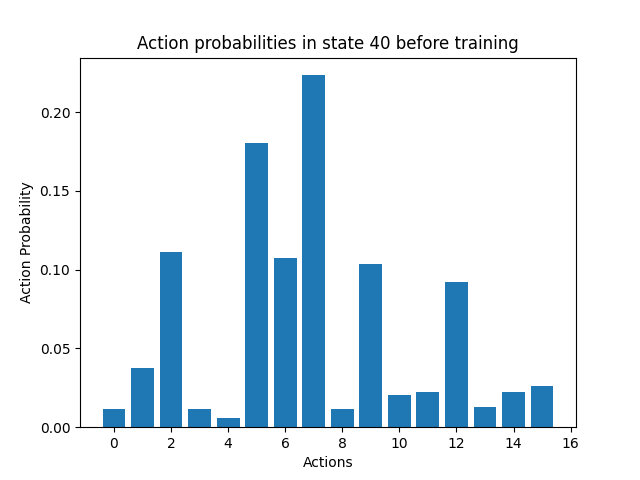 Action probabilities in state 40 before training
0.20
0.15
0.10
0.05
0.00
Action Probability
0 2 4 6 8 10 12 14 16
Actions